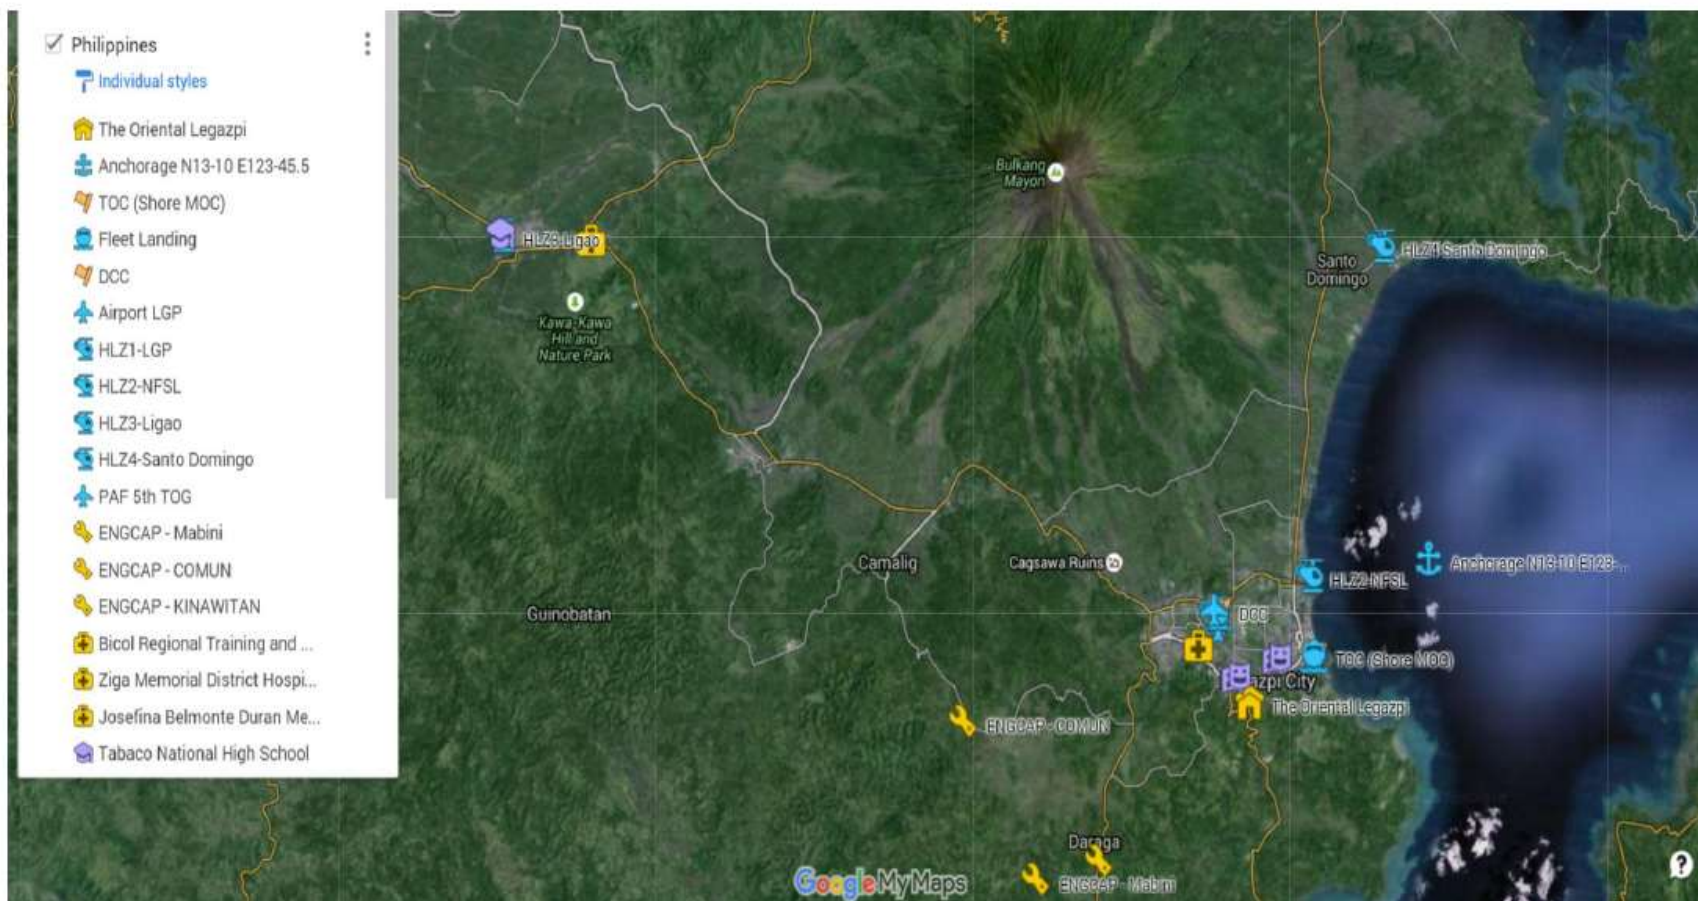 Philippines
Individual styles
The Oriental Legazpi
Anchorage N13-10 E123-45.5
TOC (Shore MOC)
Fleet Landing
DCC
Airport LGP
HLZ1-LGP
HLZ2-NFSL
HLZ3-Ligao
HLZ4-Santo Domingo
PAF 5th TOG
ENGCAP - Mabini
ENGCAP - COMUN
ENGCAP - KINAWITAN
Bicol Regional Training and ...
Ziga Memorial District Hospi...
Josefina Belmonte Duran Me...
Tabaco National High School
Bulkang
Mayon
HLZ3-Ligao
HLZ4-Santo Domingo
Santo
Domingo
Kawa-Kawa
Hill and
Nature Park
Camalig
Cagsawa Ruins
Anchorage N13-10 E123-...
HLZ2-NFSL
Guinobatan
DCC
TOC (Shore MOC)
azpi City
The Oriental Legazpi
ENGCAP - COMUN
Daraga
ENGCAP - Mabini
Google My Maps
?